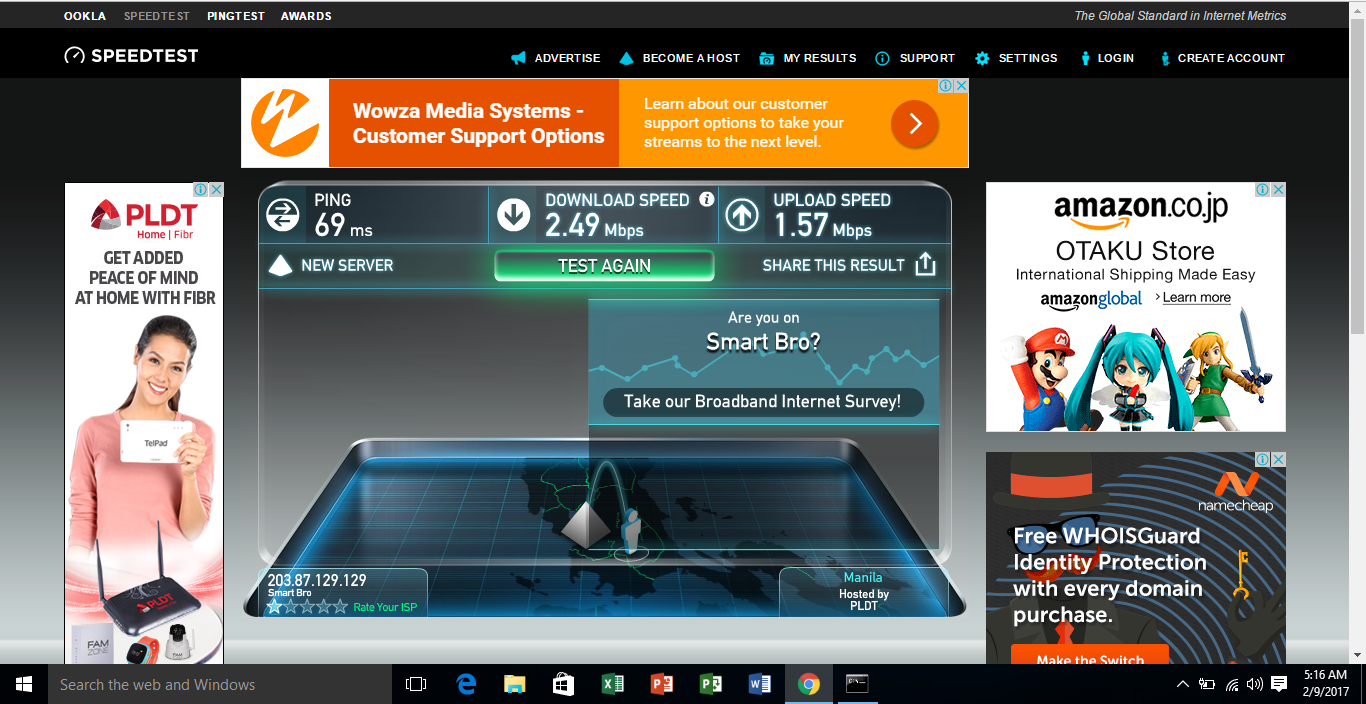 OOKLA SPEEDTEST PINGTEST AWARDS
The Global Standard in Internet Metrics
SPEEDTEST
ADVERTISE BECOME A HOST MY RESULTS SUPPORT SETTINGS LOGIN CREATE ACCOUNT
Wowza Media Systems -
Customer Support Options
Learn about our customer
support options to take your
streams to the next level.
PLDT
Home | Fibr
GET ADDED
PEACE OF MIND
AT HOME WITH FIBR
TelPad
PLDT
FAM
ZONE
FAM
PING
69 ms
DOWNLOAD SPEED
2.49 Mbps
UPLOAD SPEED
1.57 Mbps
NEW SERVER
TEST AGAIN
SHARE THIS RESULT
Are you on
Smart Bro?
Take our Broadband Internet Survey!
203.87.129.129
Smart Bro
Rate Your ISP
Manila
Hosted by
PLDT
amazon.co.jp
OTAKU Store
International Shipping Made Easy
amazonglobal › Learn more
namecheap
Free WHOISGuard
Identity Protection
with every domain
purchase.
Make the Switch
Search the web and Windows
5:16 AM
2/9/2017